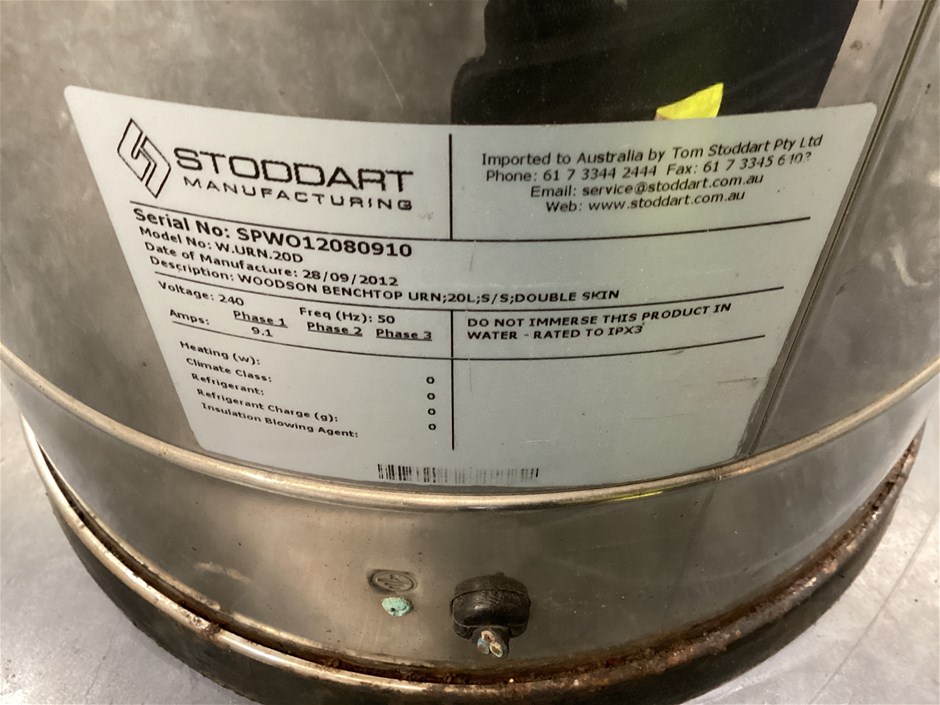 STODDART
MANUFACTURING
Imported to Australia by Tom Stoddart Pty Ltd
Phone: 61 7 3344 2444 Fax: 61 7 3345
Email: service@stoddart.com.au
Web: www.stoddart.com.au
Serial No: SPWO12080910
Model No: W.URN.20D
Date of Manufacture: 28/09/2012
Description: WOODSON BENCHTOP URN;20L;S/S;DOUBLE SKIN
Voltage: 240 Freq (Hz): 50
Amps: Phase 1 Phase 2 Phase 3
9.1
DO NOT IMMERSE THIS PRODUCT IN
WATER - RATED TO IPX3
Heating (w): 0
Climate Class: 0
Refrigerant: 0
Refrigerant Charge (g): 0
Insulation Blowing Agent: